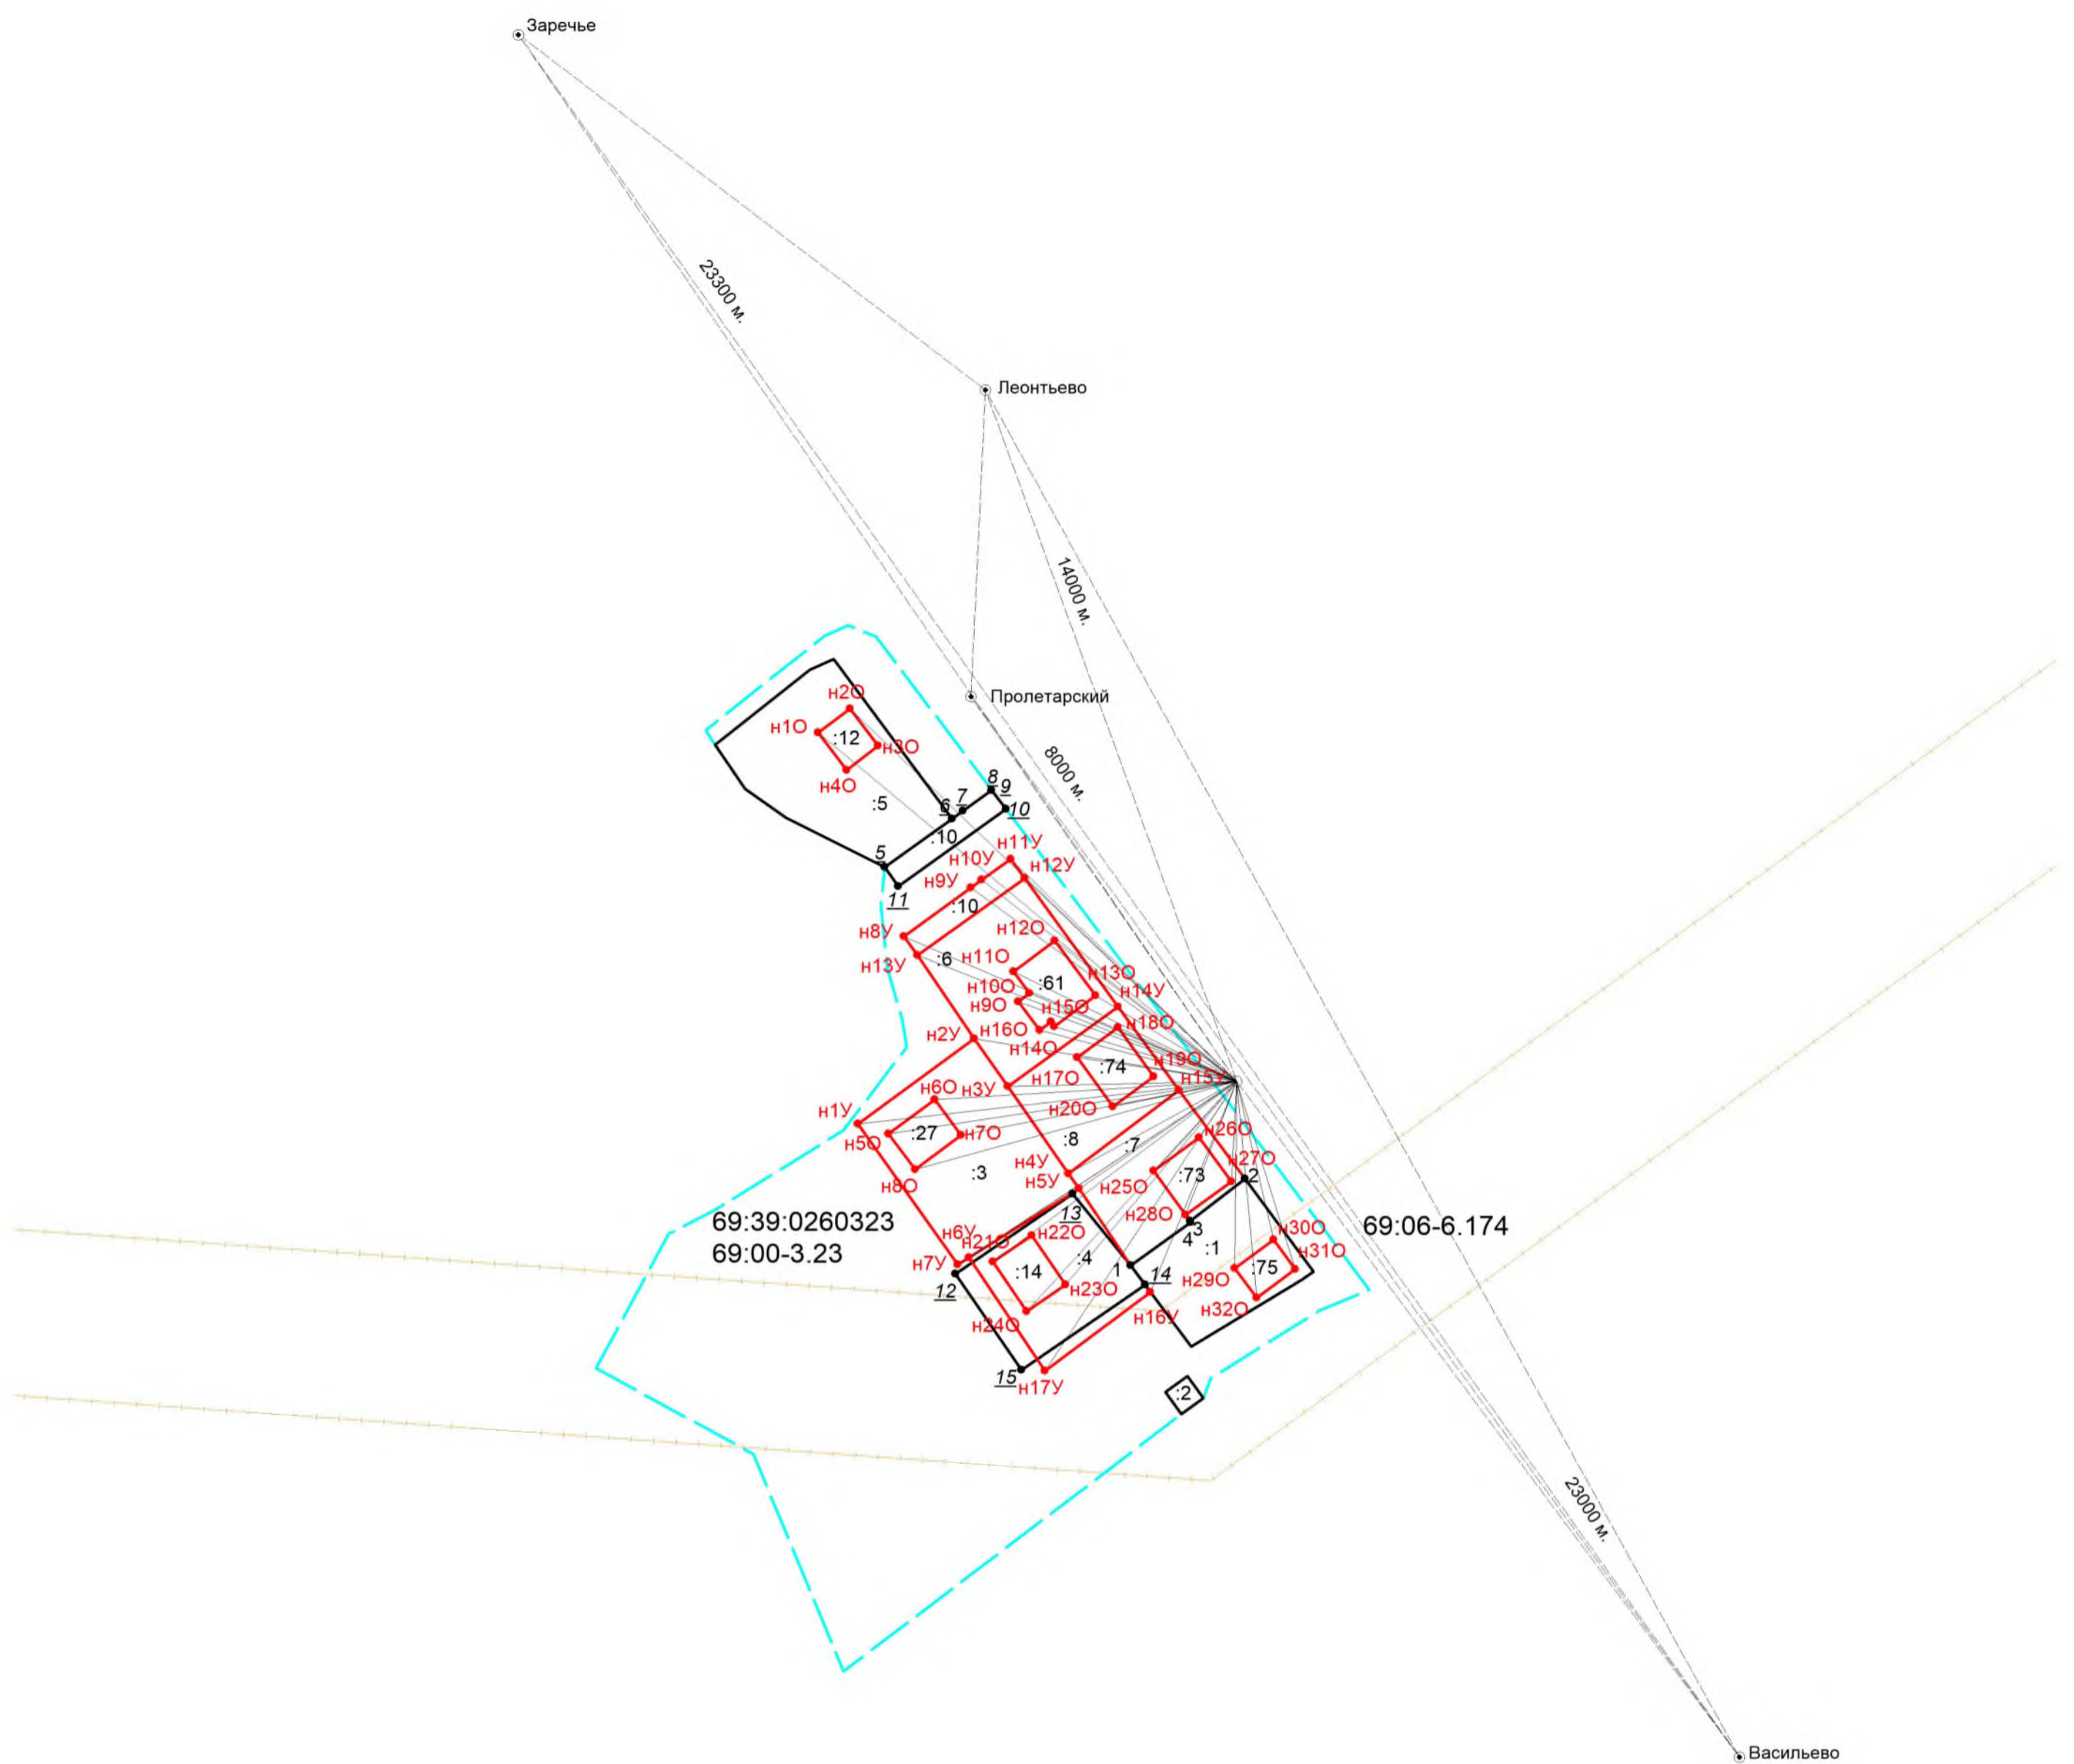 Заречье
23300 м.
Леонтьево
14000 м.
Пролетарский
8000 м.
н2О
н1О
:12
н3О
н4О
:5
8
9
7
6
10
:10
5
н11У
н10У
н12У
н9У
11
:10
н8У
н12О
:6
н11О
н13У
н13О
:61
н10О
н14У
н9О
н15О
н18О
н2У
н16О
н14О
н19О
:74
н17О
н15У
н3У
н6О
н20О
н1У
н26О
:27
н7О
:8
:7
н5О
н4У
н27О
:3
:73
н5У
2
н8О
н25О
13
н28О
69:39:0260323
69:06-6.174
3
н30О
н6У
н22О
4
н21О
:1
69:00-3.23
н31О
:4
н7У
:14
1
:75
14
н29О
12
н23О
н32О
н16У
н24О
15
н17У
:2
23000 м.
Васильево